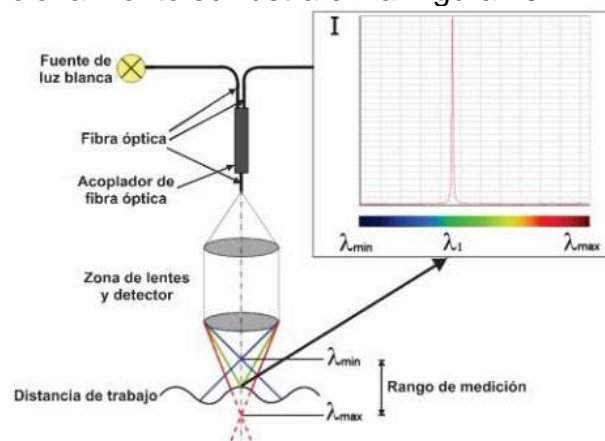 I
Fuente de
luz blanca
Fibra óptica
Acoplador de
fibra óptica
λmin
λ1
λmax
Zona de lentes
y detector
λmin
Distancia de trabajo
Rango de medición
λmax